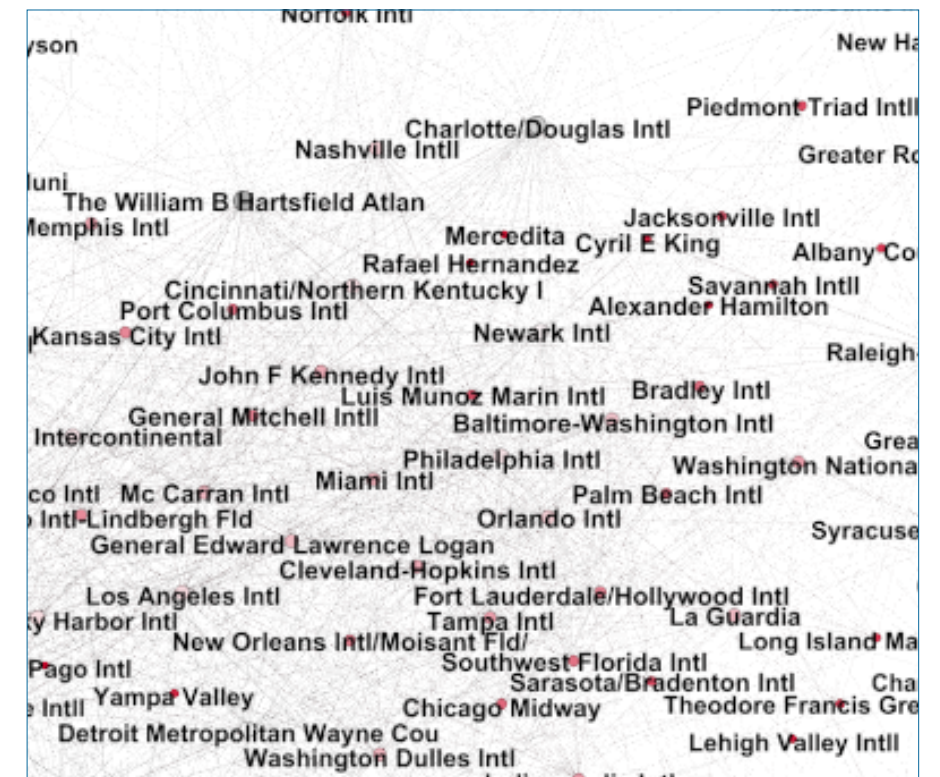 Norfolk Intl
yson
New Ha
Piedmont Triad Intll
Charlotte/Douglas Intl
Nashville Intll
Greater Ro
The William B Hartsfield Atlan
Memphis Intl
Jacksonville Intl
Mercedita
Cyril E King
Albany Co
Rafael Hernandez
Savannah Intll
Cincinnati/Northern Kentucky I
Alexander Hamilton
Port Columbus Intl
Kansas City Intl
Newark Intl
Raleigh-
John F Kennedy Intl
Bradley Intl
Luis Munoz Marin Intl
General Mitchell Intll
Baltimore-Washington Intl
Intercontinental
Grea
Philadelphia Intl
Washington Nationa
Miami Intl
co Intl
Mc Carran Intl
Palm Beach Intl
o Intl-Lindbergh Fld
Orlando Intl
Syracuse
General Edward Lawrence Logan
Cleveland-Hopkins Intl
Los Angeles Intl
Fort Lauderdale/Hollywood Intl
La Guardia
ky Harbor Intl
Tampa Intl
New Orleans Intl/Moisant Fld/
Long Island Ma
Southwest Florida Intl
Pago Intl
Sarasota/Bradenton Intl
Cha
Yampa Valley
Theodore Francis Gre
e Intll
Chicago Midway
Detroit Metropolitan Wayne Cou
Lehigh Valley Intll
Washington Dulles Intl